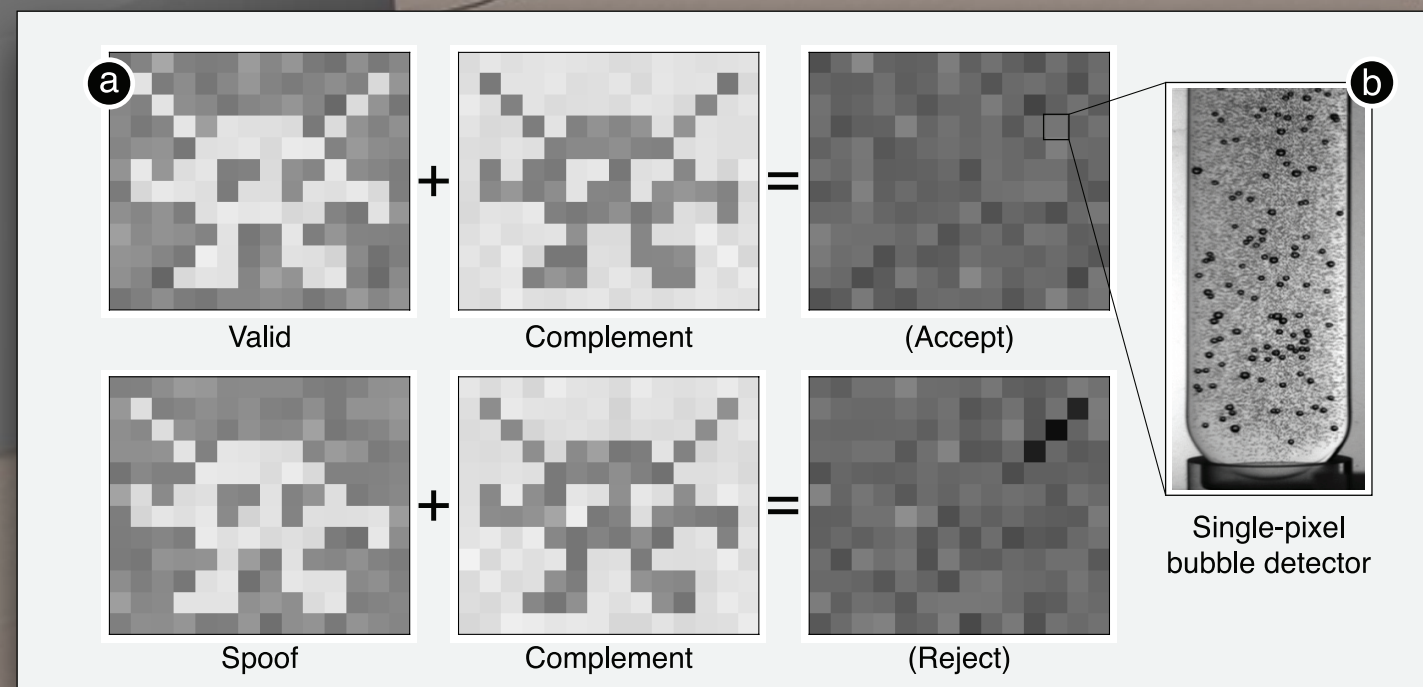 a
b
+
=
Valid
Complement
(Accept)
+
=
Single-pixel
bubble detector
Spoof
Complement
(Reject)